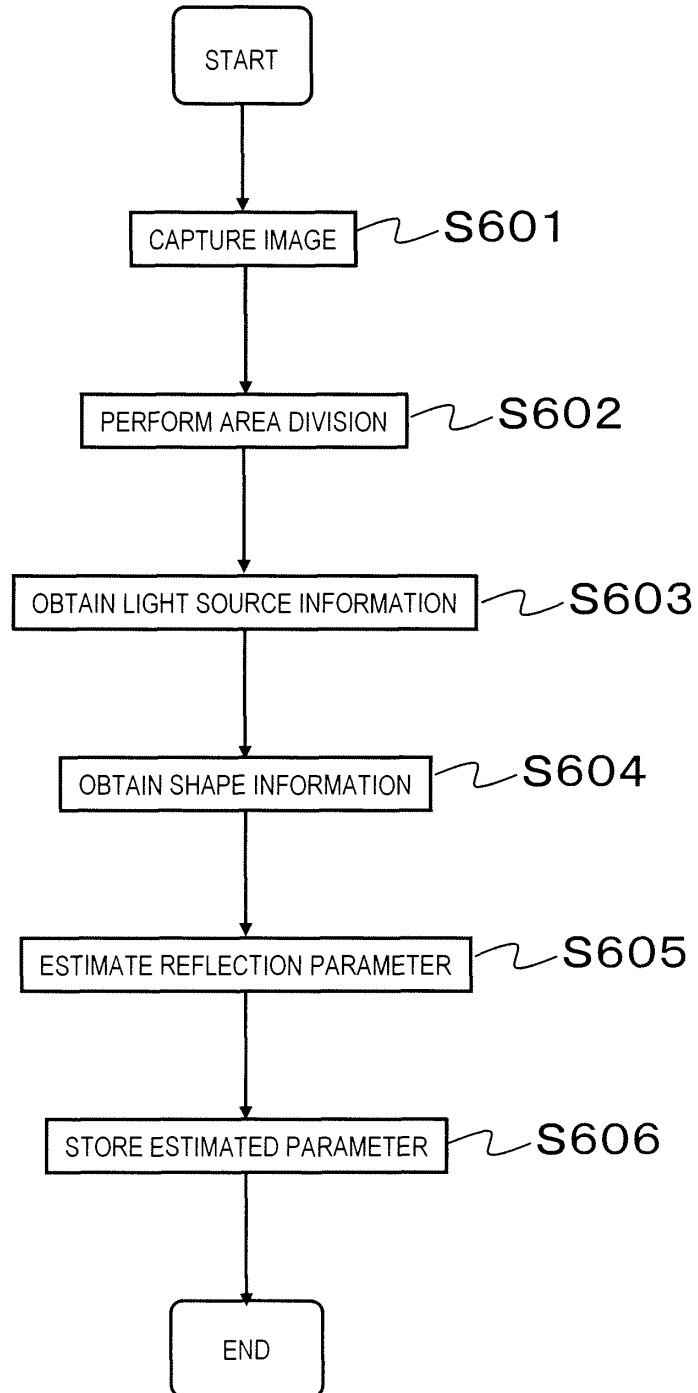 START
CAPTURE IMAGE S601
PERFORM AREA DIVISION S602
OBTAIN LIGHT SOURCE INFORMATION S603
OBTAIN SHAPE INFORMATION S604
ESTIMATE REFLECTION PARAMETER S605
STORE ESTIMATED PARAMETER S606
END